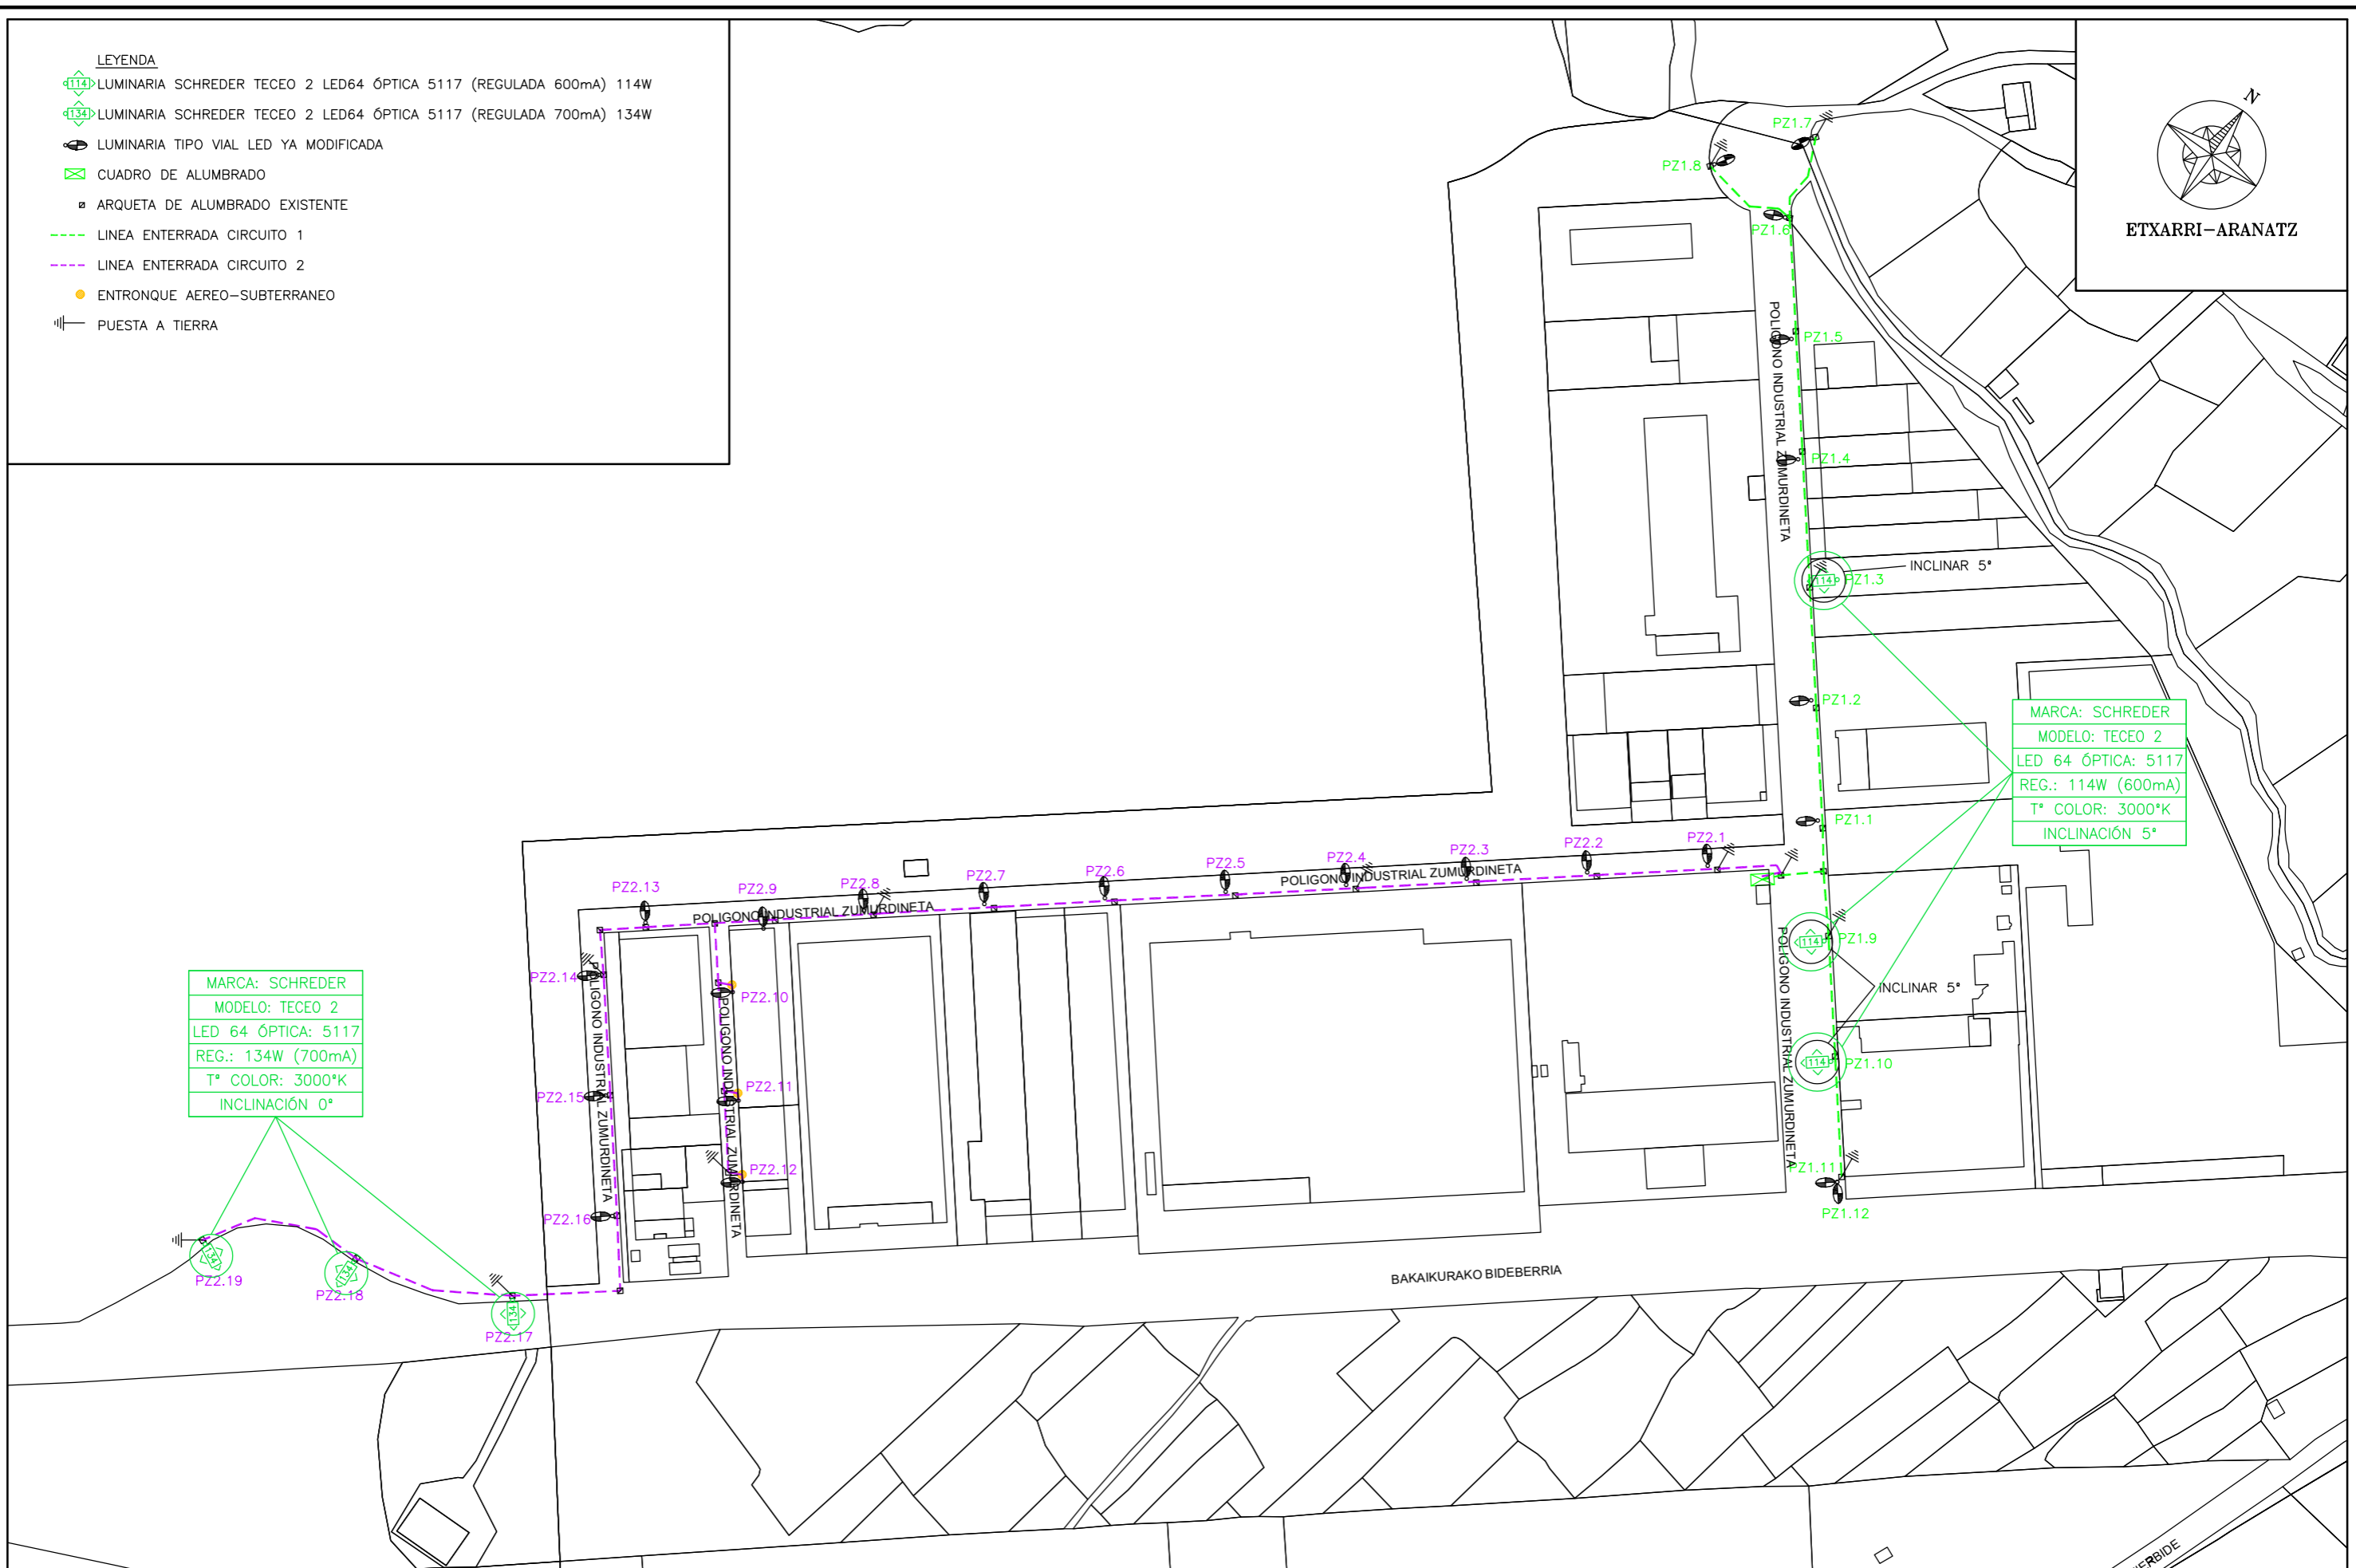 LEYENDA
114 LUMINARIA SCHREDER TECEO 2 LED64 ÓPTICA 5117 (REGULADA 600mA) 114W
134 LUMINARIA SCHREDER TECEO 2 LED64 ÓPTICA 5117 (REGULADA 700mA) 134W
LUMINARIA TIPO VIAL LED YA MODIFICADA
CUADRO DE ALUMBRADO
ARQUETA DE ALUMBRADO EXISTENTE
LINEA ENTERRADA CIRCUITO 1
LINEA ENTERRADA CIRCUITO 2
ENTRONQUE AEREO-SUBTERRANEO
PUESTA A TIERRA
N
ETXARRI-ARANATZ
PZ1.7
PZ1.8
PZ1.6
PZ1.5
POLIGONO INDUSTRIAL ZUMURDINETA
PZ1.4
INCLINAR 5°
114
PZ1.3
PZ1.2
MARCA: SCHREDER
MODELO: TECEO 2
LED 64 ÓPTICA: 5117
REG.: 114W (600mA)
Tª COLOR: 3000°K
INCLINACIÓN 5°
PZ1.1
PZ2.1
PZ2.2
PZ2.3
PZ2.4
PZ2.5
PZ2.6
PZ2.7
PZ2.8
PZ2.9
PZ2.13
POLIGONO INDUSTRIAL ZUMURDINETA
POLIGONO INDUSTRIAL ZUMURDINETA
114
PZ1.9
INCLINAR 5°
POLIGONO INDUSTRIAL ZUMURDINETA
114
PZ1.10
PZ1.11
PZ1.12
PZ2.14
POLIGONO INDUSTRIAL ZUMURDINETA
PZ2.10
POLIGONO INDUSTRIAL ZUMURDINETA
PZ2.11
PZ2.15
PZ2.12
PZ2.16
MARCA: SCHREDER
MODELO: TECEO 2
LED 64 ÓPTICA: 5117
REG.: 134W (700mA)
Tª COLOR: 3000°K
INCLINACIÓN 0°
134
PZ2.19
134
PZ2.18
134
PZ2.17
BAKAIKURAKO BIDEBERRIA